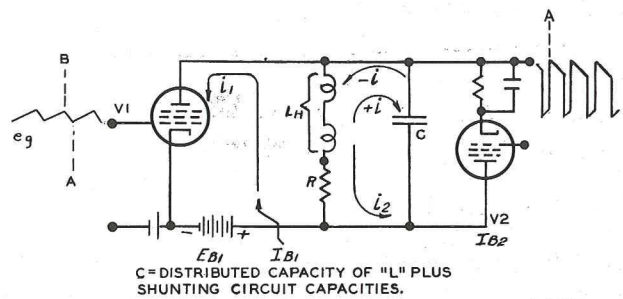 A
B
V1
eg
A
i1
LH
-i
+i
C
R
i2
V2
IB2
- EB1 +
IB1
C=DISTRIBUTED CAPACITY OF "L" PLUS
SHUNTING CIRCUIT CAPACITIES.